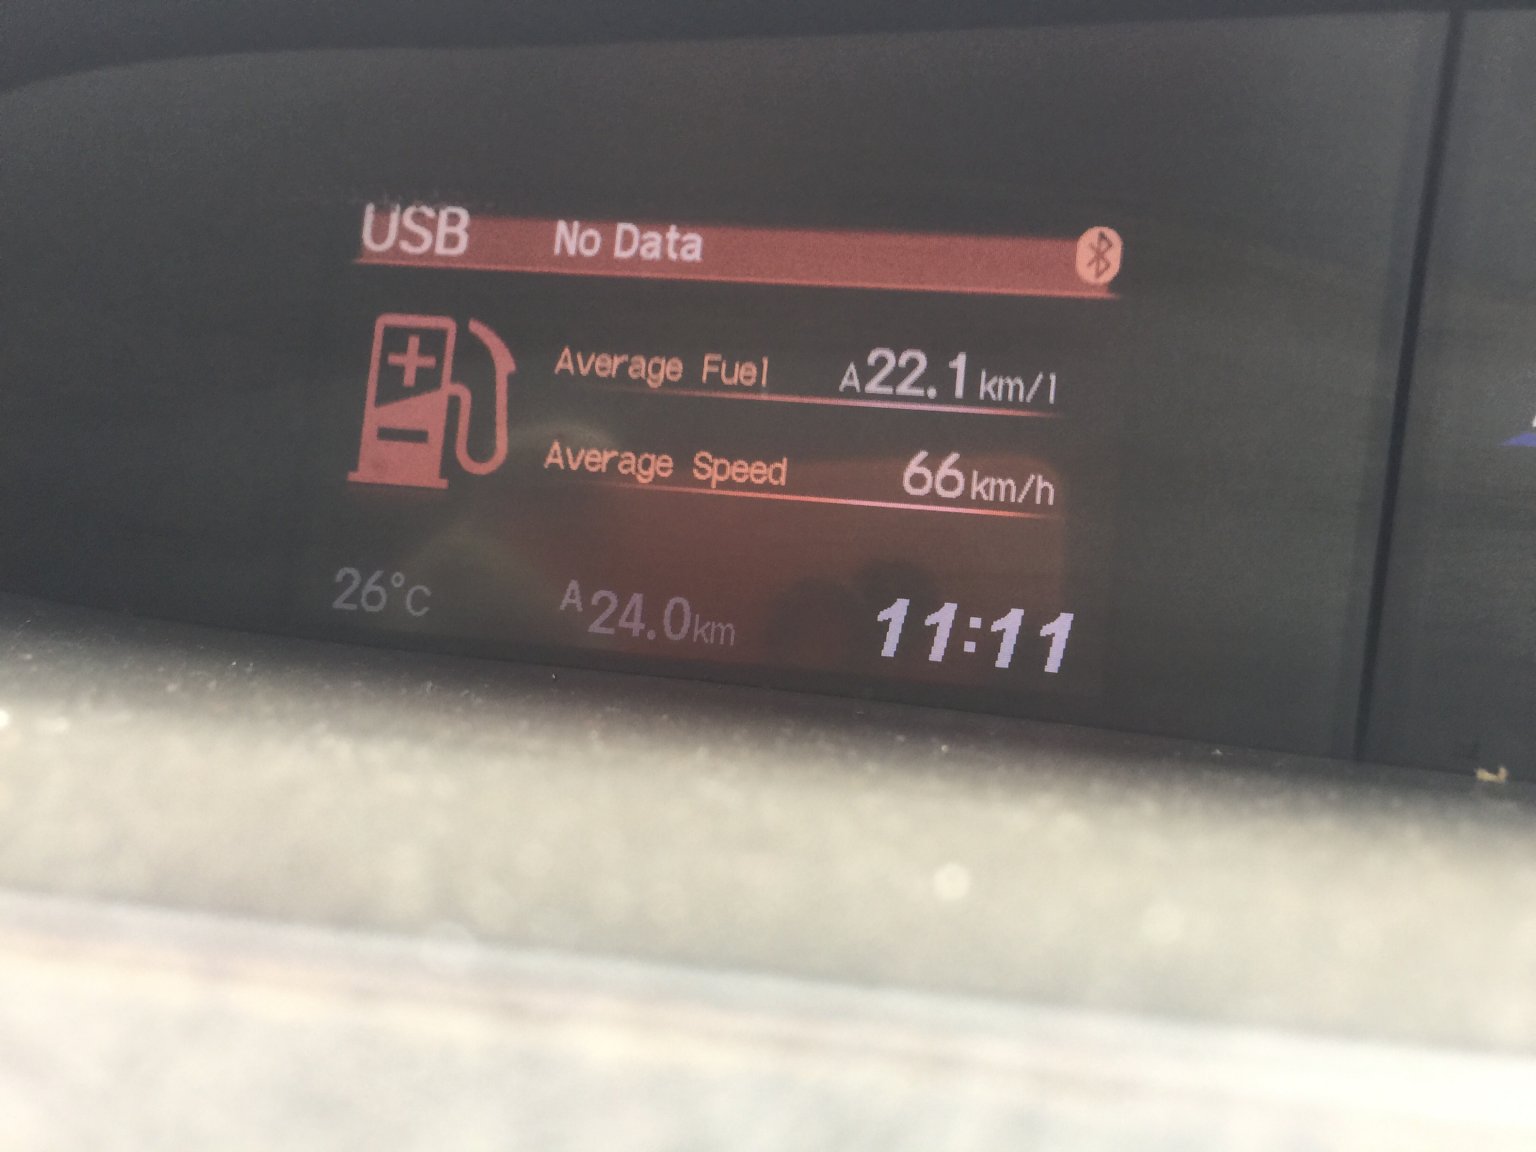 USB No Data
Average Fuel A22.1 km/l
Average Speed 66 km/h
26°C A24.0km 11:11